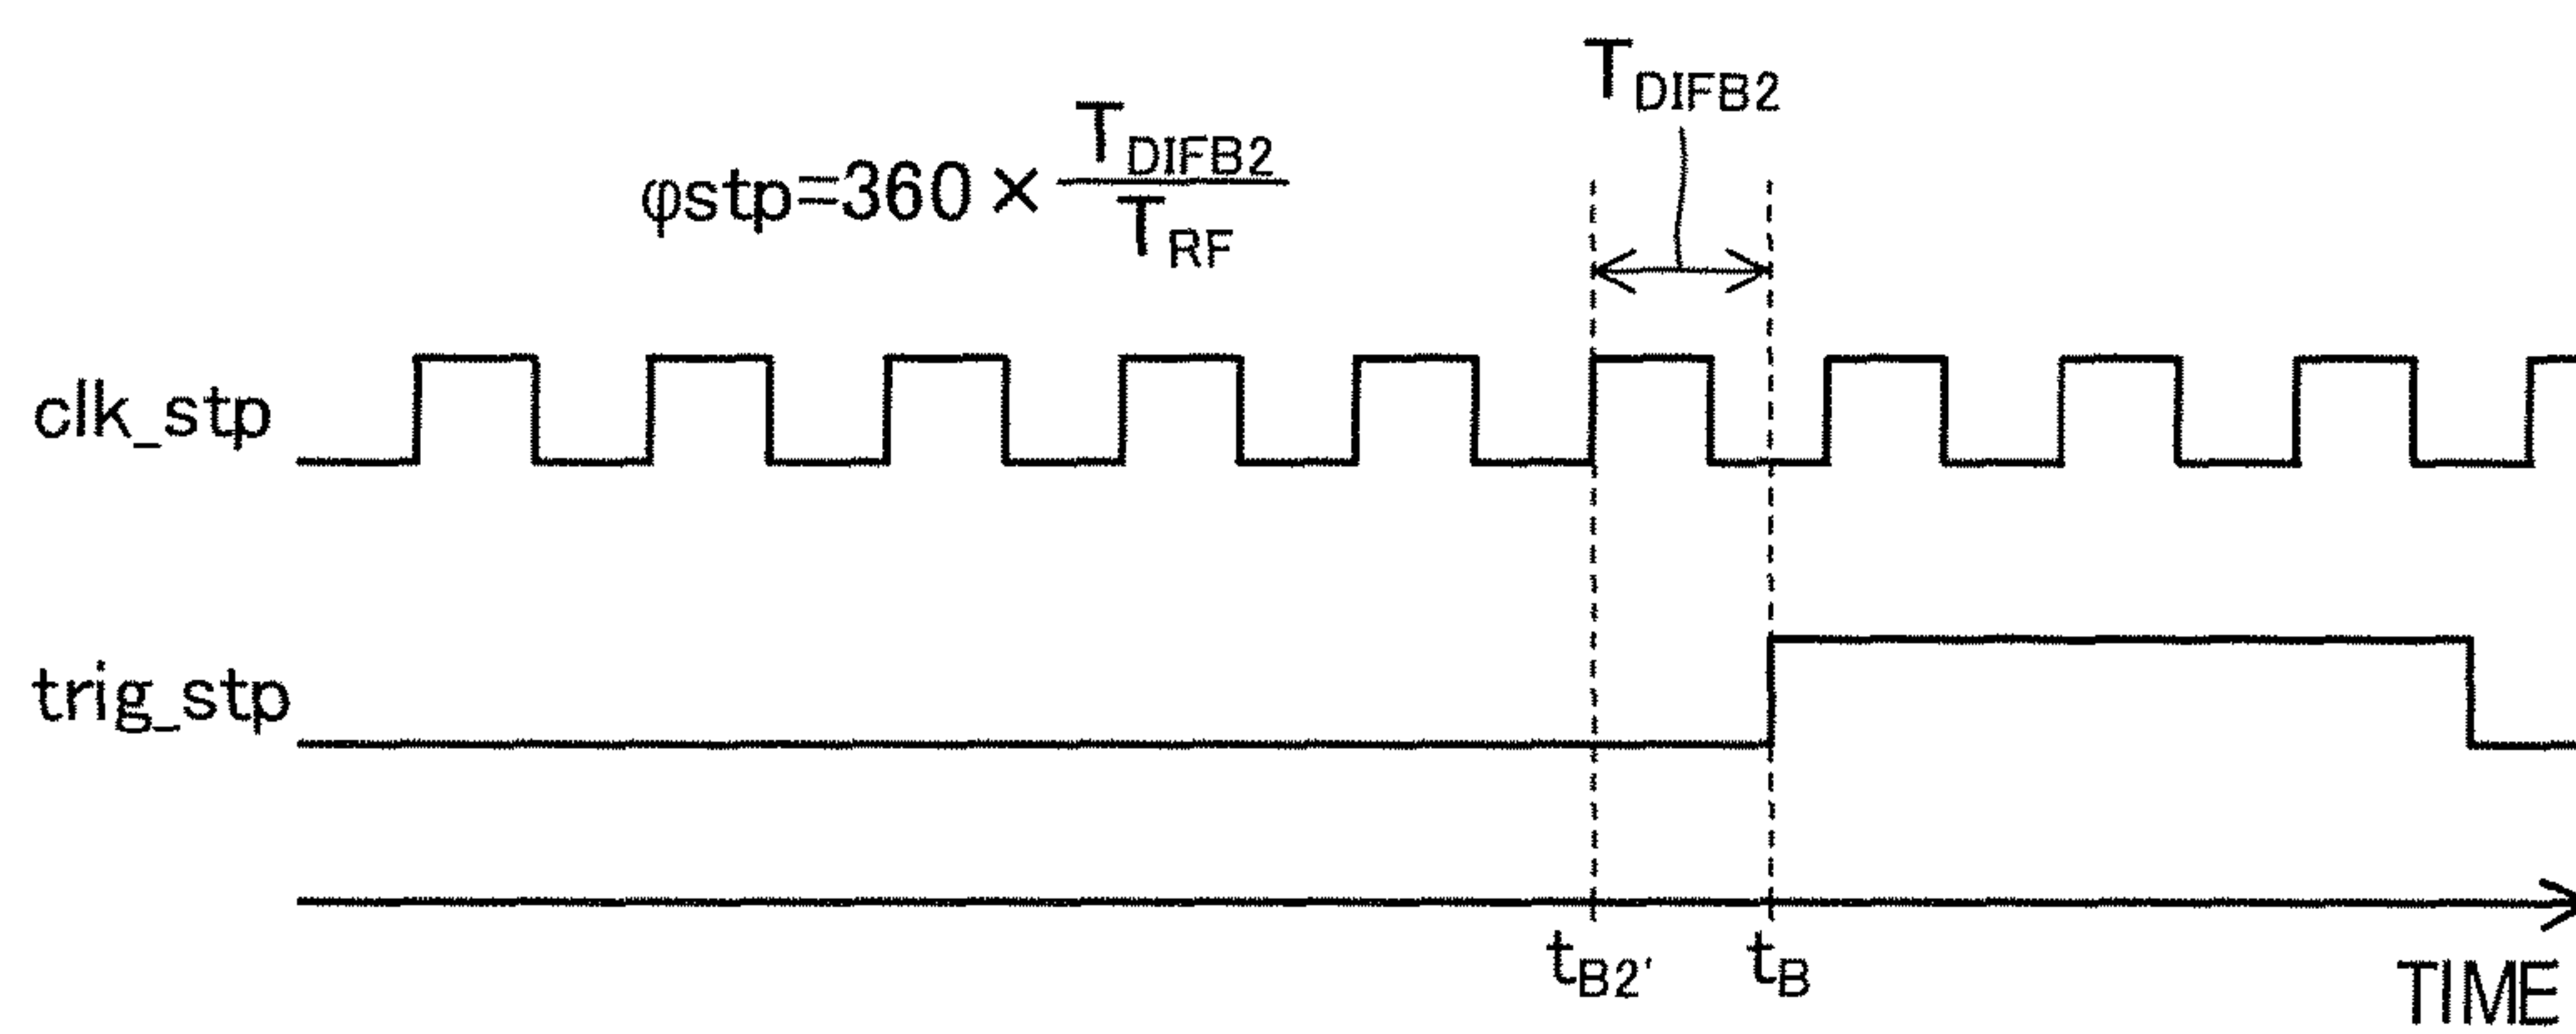 T_DIFB2
φstp=360×T_DIFB2/T_RF
clk_stp
trig_stp
t_B2' t_B
TIME